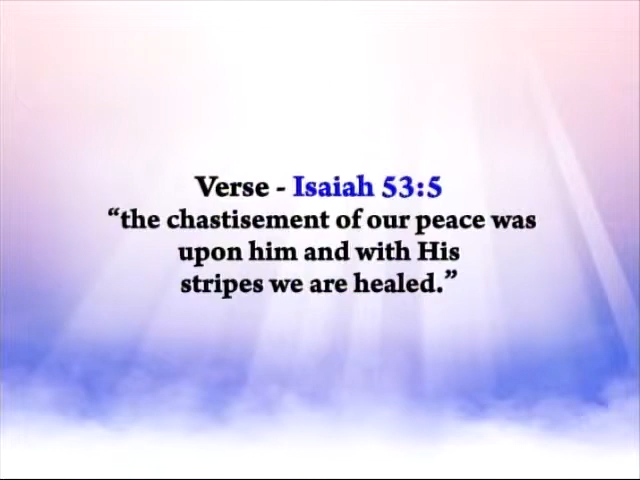 Verse - Isaiah 53:5
“the chastisement of our peace was
upon him and with His
stripes we are healed.”